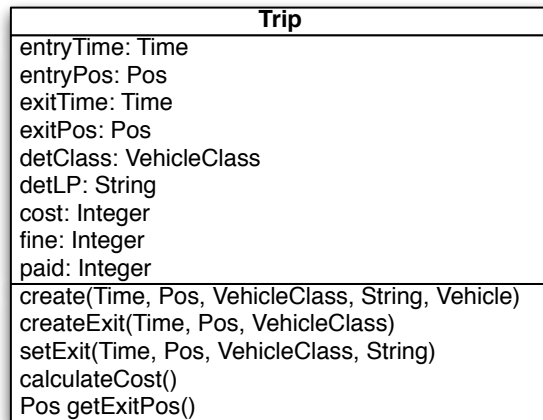 Trip
entryTime: Time
entryPos: Pos
exitTime: Time
exitPos: Pos
detClass: VehicleClass
detLP: String
cost: Integer
fine: Integer
paid: Integer
create(Time, Pos, VehicleClass, String, Vehicle)
createExit(Time, Pos, VehicleClass)
setExit(Time, Pos, VehicleClass, String)
calculateCost()
Pos getExitPos()